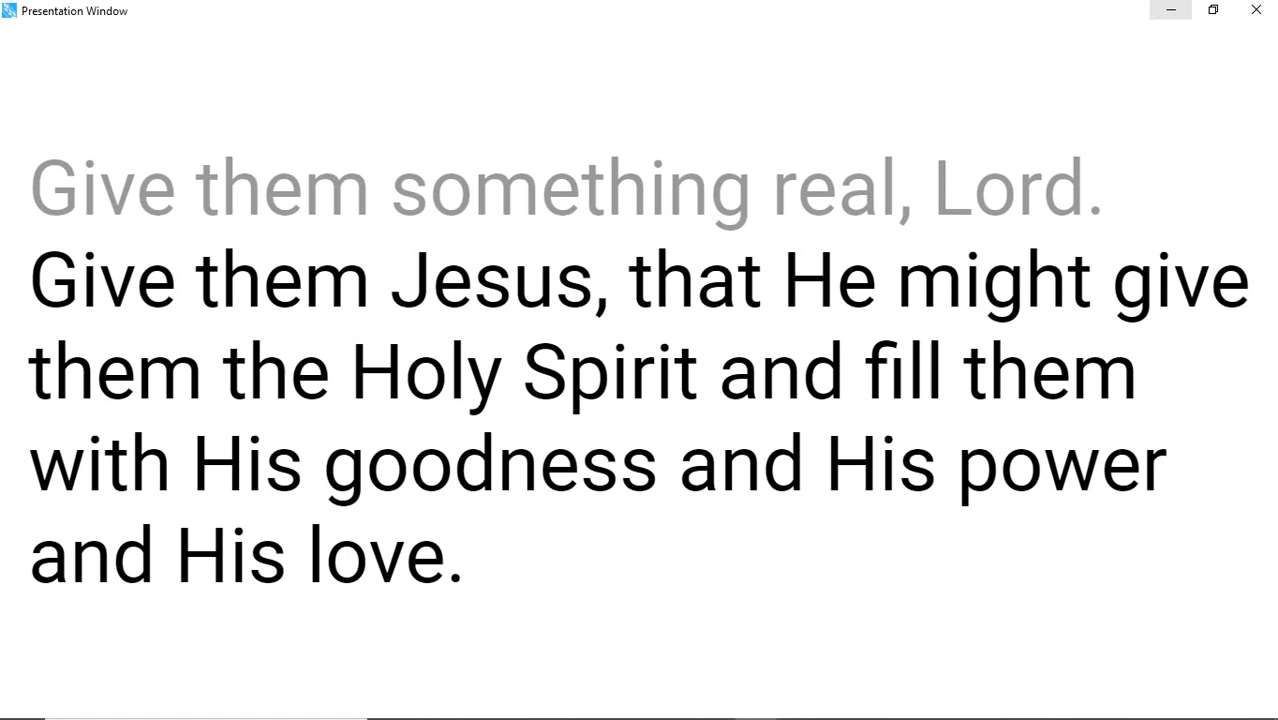 Presentation Window
Give them something real, Lord.
Give them Jesus, that He might give
them the Holy Spirit and fill them
with His goodness and His power
and His love.